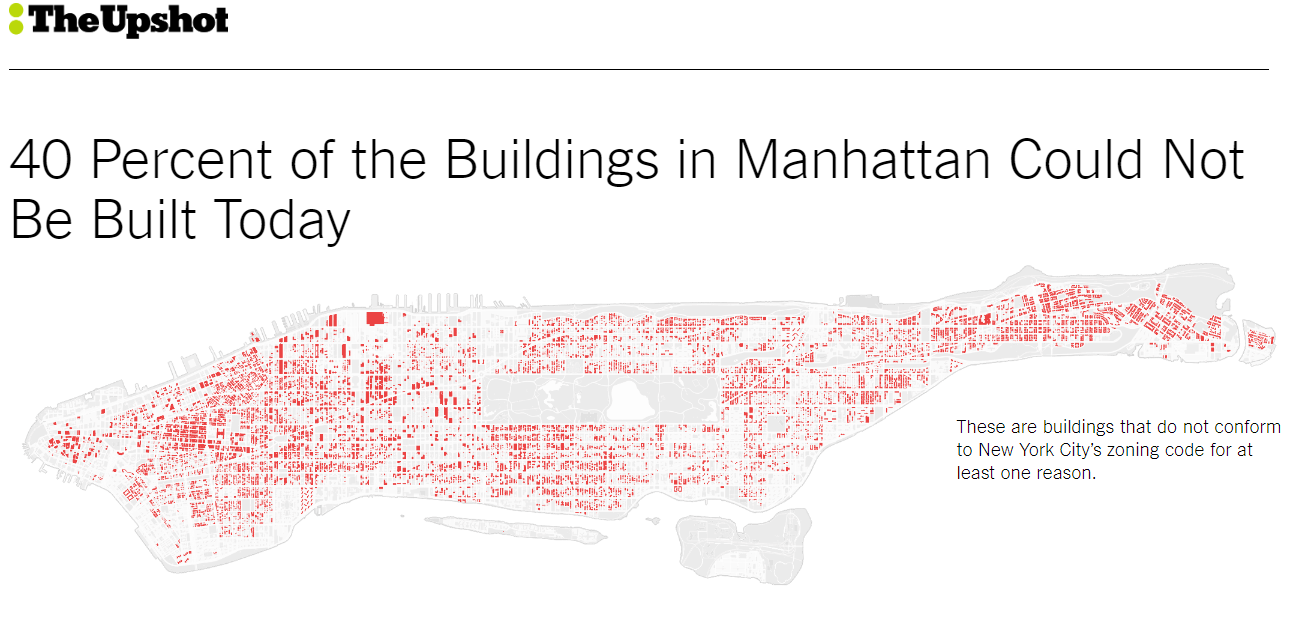 TheUpshot
40 Percent of the Buildings in Manhattan Could Not
Be Built Today
These are buildings that do not conform
to New York City’s zoning code for at
least one reason.